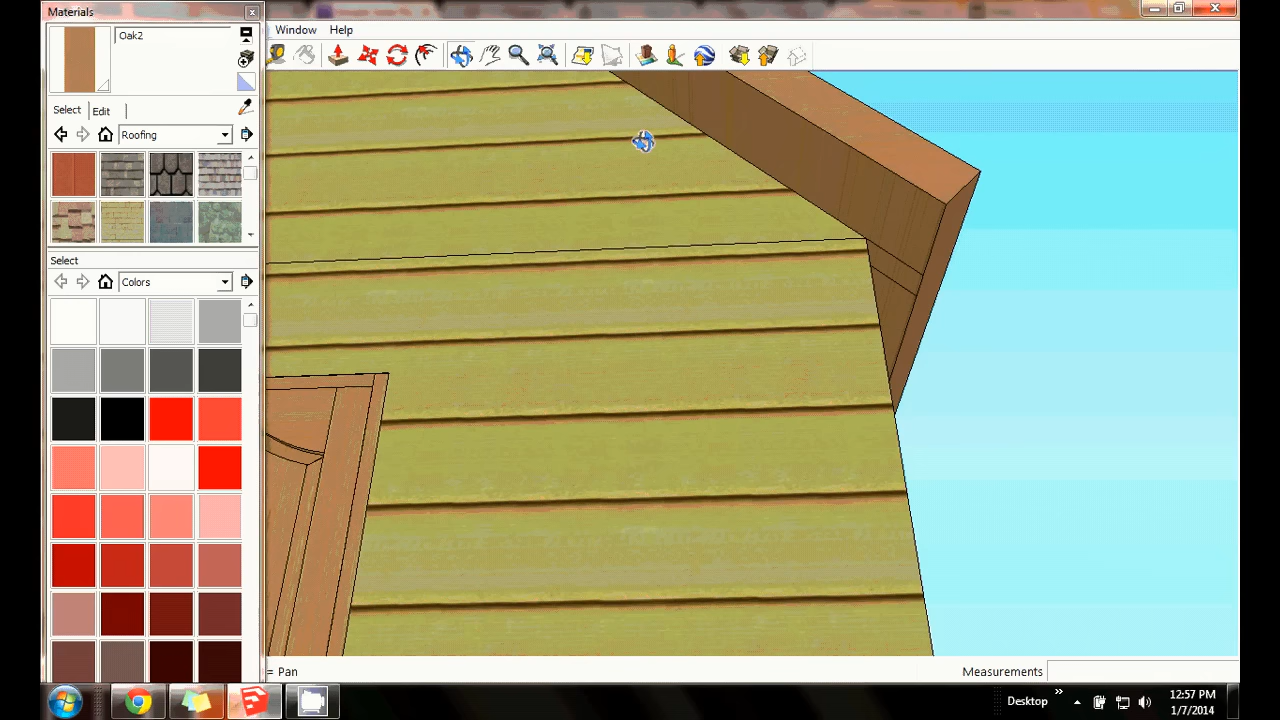 Materials
Window Help
Oak2
Select Edit
Roofing
Select
Colors
= Pan
Measurements
Desktop
12:57 PM
1/7/2014